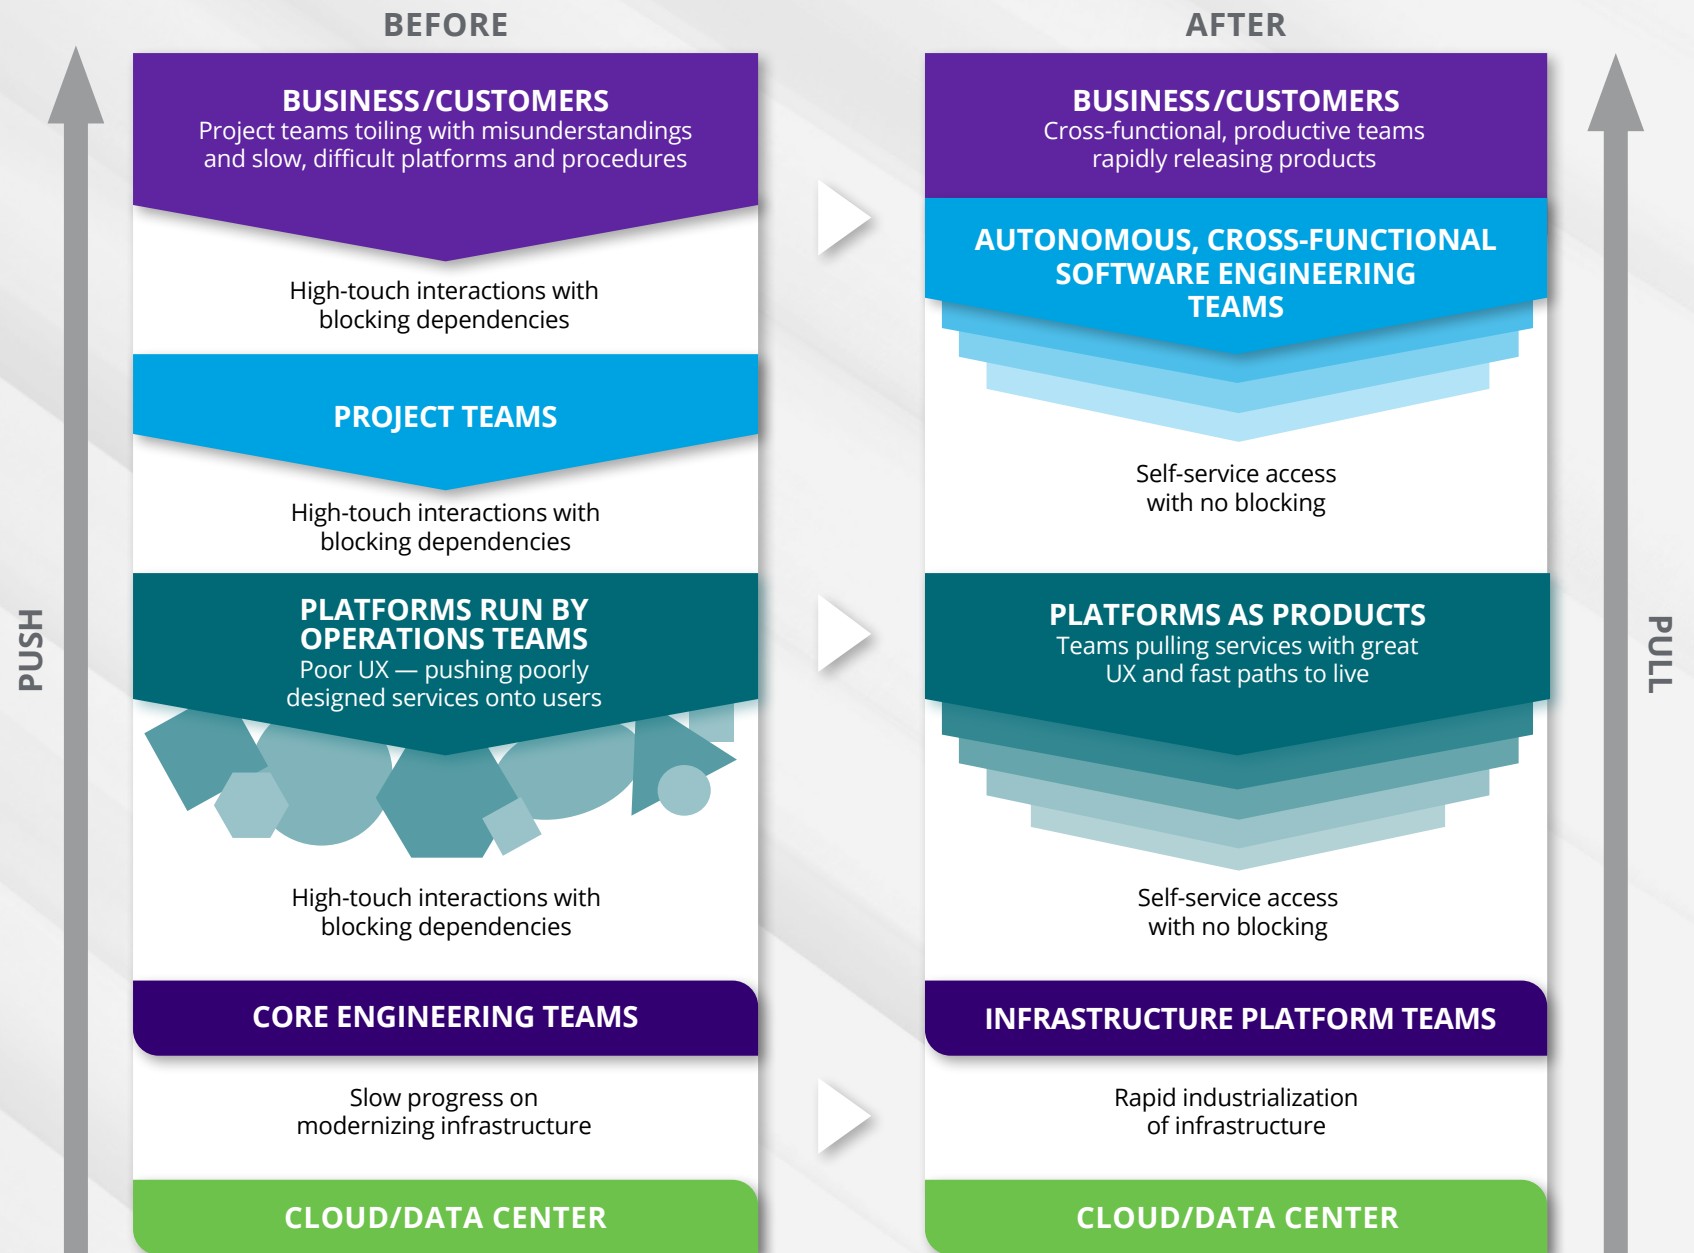 BEFORE
BUSINESS/CUSTOMERS
Project teams toiling with misunderstandings
and slow, difficult platforms and procedures
High-touch interactions with
blocking dependencies
PROJECT TEAMS
High-touch interactions with
blocking dependencies
PLATFORMS RUN BY
OPERATIONS TEAMS
Poor UX — pushing poorly
designed services onto users
High-touch interactions with
blocking dependencies
CORE ENGINEERING TEAMS
Slow progress on
modernizing infrastructure
CLOUD/DATA CENTER
PUSH
AFTER
BUSINESS/CUSTOMERS
Cross-functional, productive teams
rapidly releasing products
AUTONOMOUS, CROSS-FUNCTIONAL
SOFTWARE ENGINEERING
TEAMS
Self-service access
with no blocking
PLATFORMS AS PRODUCTS
Teams pulling services with great
UX and fast paths to live
Self-service access
with no blocking
INFRASTRUCTURE PLATFORM TEAMS
Rapid industrialization
of infrastructure
CLOUD/DATA CENTER
PULL